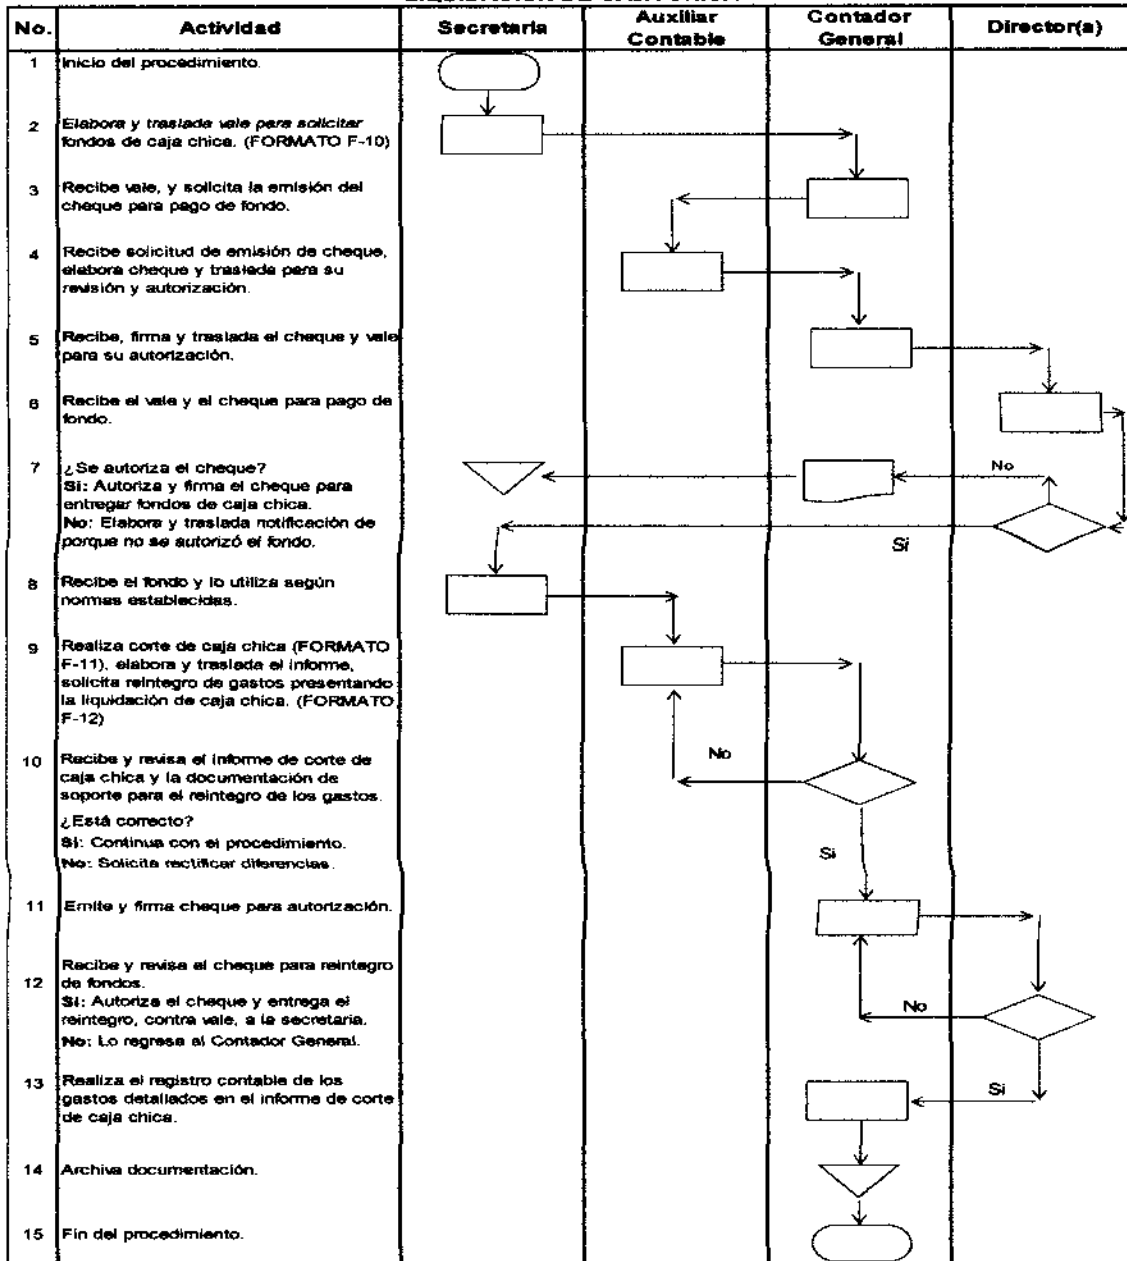 No. Actividad Secretaria Auxiliar Contable Contador General Director(a)
1 Inicio del procedimiento.
2 Elabora y traslada vale para solicitar
fondos de caja chica. (FORMATO F-10)
3 Recibe vale, y solicita la emisión del
cheque para pago de fondo.
4 Recibe solicitud de emisión de cheque,
elabora cheque y traslada para su
revisión y autorización.
5 Recibe, firma y traslada el cheque y vale
para su autorización.
6 Recibe el vale y el cheque para pago de
fondo.
7 ¿Se autoriza el cheque?
Si: Autoriza y firma el cheque para
entregar fondos de caja chica.
No: Elabora y traslada notificación de
porque no se autorizó el fondo.
No
Si
8 Recibe el fondo y lo utiliza según
normas establecidas.
9 Realiza corte de caja chica (FORMATO
F-11), elabora y traslada el informe,
solicita reintegro de gastos presentando
la liquidación de caja chica. (FORMATO
F-12)
10 Recibe y revisa el informe de corte de
caja chica y la documentación de
soporte para el reintegro de los gastos.
¿Está correcto?
Si: Continua con el procedimiento.
No: Solicita rectificar diferencias.
No
Si
11 Emite y firma cheque para autorización.
12 Recibe y revisa el cheque para reintegro
de fondos.
Si: Autoriza el cheque y entrega el
reintegro, contra vale, a la secretaria.
No: Lo regresa al Contador General.
No
Si
13 Realiza el registro contable de los
gastos detallados en el informe de corte
de caja chica.
14 Archiva documentación.
15 Fin del procedimiento.